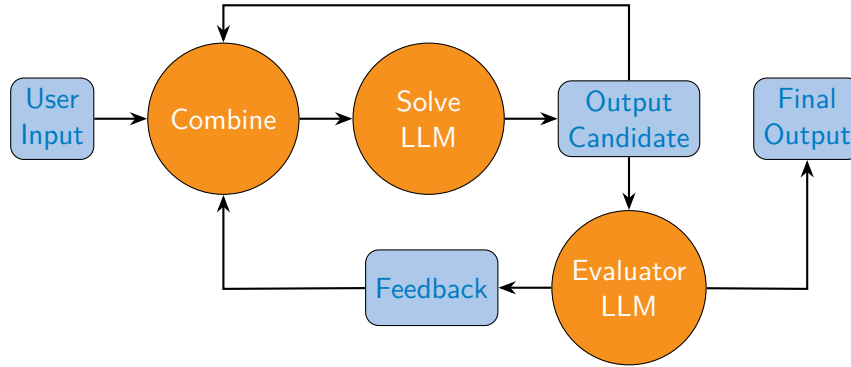 User
Input
Combine
Solve
LLM
Output
Candidate
Final
Output
Feedback
Evaluator
LLM